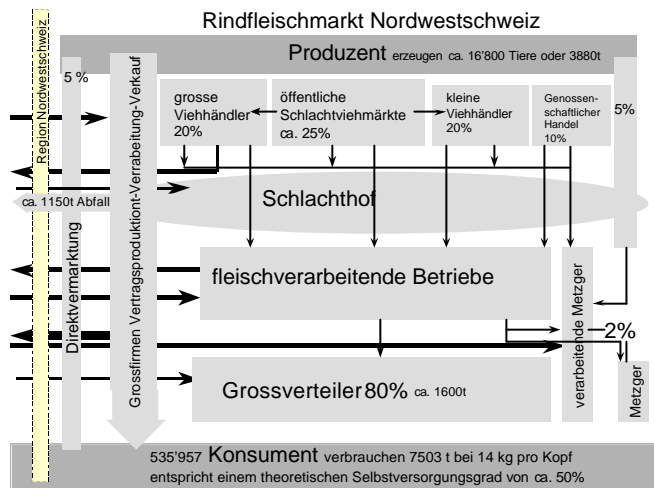 Rindfleischmarkt Nordwestschweiz
Produzent erzeugen ca. 16'800 Tiere oder 3880t
Region Nordwestschweiz
5 %
Direktvermarktung
Grossfirmen Vertragsproduktiont-Verrabeitung-Verkauf
grosse
Viehhändler
20%
öffentliche
Schlachtviehmärkte
ca. 25%
kleine
Viehhändler
20%
Genossen-
schaftlicher
Handel
10%
5%
ca. 1150t Abfall
Schlachthof
fleischverarbeitende Betriebe
verarbeitende Metzger
2%
Metzger
Grossverteiler 80% ca. 1600t
535'957 Konsument verbrauchen 7503 t bei 14 kg pro Kopf
entspricht einem theoretischen Selbstversorgungsgrad von ca. 50%